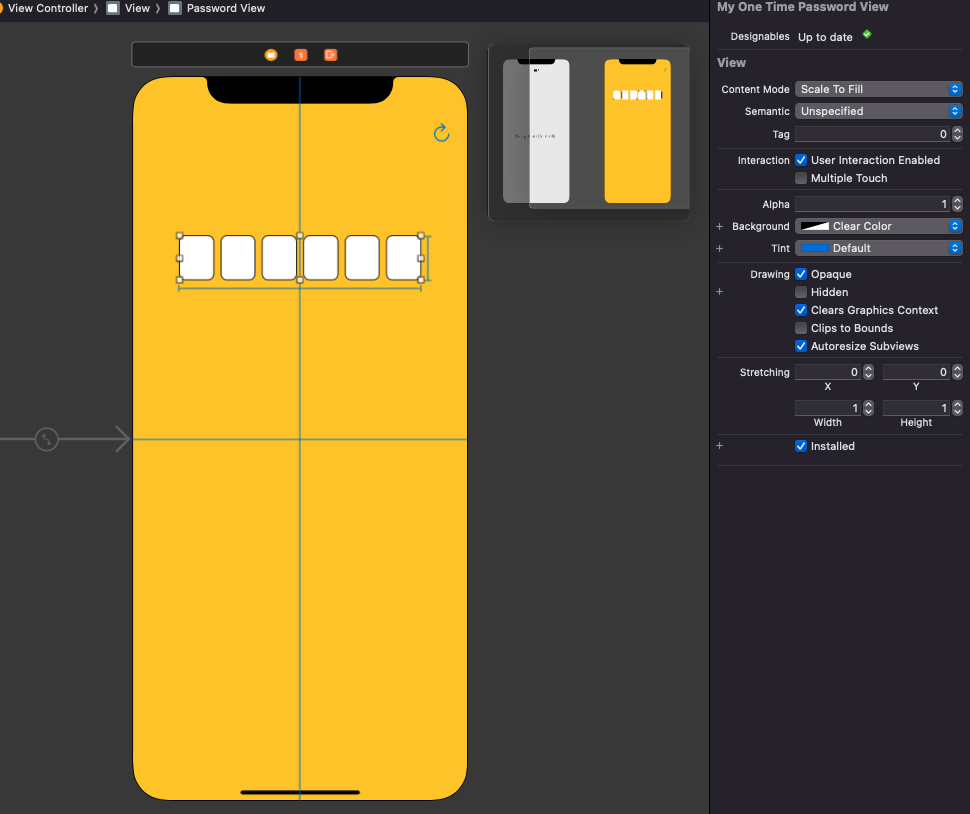 View Controller 〉 View 〉 Password View
1
My One Time Password View
Designables Up to date
View
Content Mode Scale To Fill
Semantic Unspecified
Tag 0
Interaction User Interaction Enabled
Multiple Touch
Alpha 1
+ Background Clear Color
+ Tint Default
Drawing Opaque
+ Hidden
Clears Graphics Context
Clips to Bounds
Autoresize Subviews
Stretching 0 0
X Y
1 1
Width Height
+ Installed